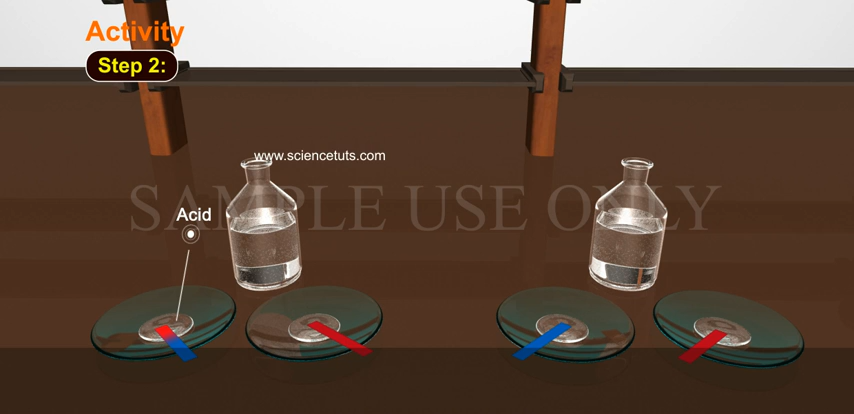 Activity
Step 2:
www.sciencetuts.com
SAMPLE USE ONLY
Acid